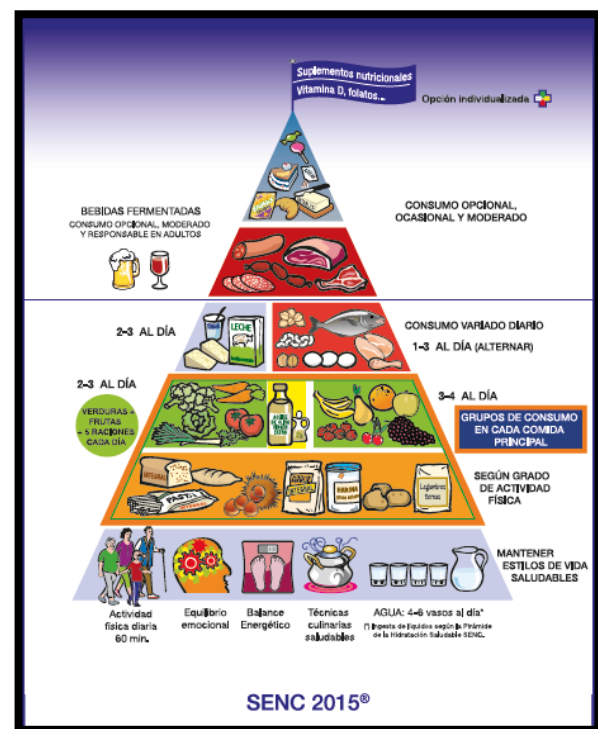 Suplementos nutricionales
Vitamina D, folatos...
Opción individualizada
BEBIDAS FERMENTADAS
CONSUMO OPCIONAL, MODERADO
Y RESPONSABLE EN ADULTOS
CONSUMO OPCIONAL,
OCASIONAL Y MODERADO
2-3 AL DÍA
LECHE
CONSUMO VARIADO DIARIO
1-3 AL DÍA (ALTERNAR)
2-3 AL DÍA
VERDURAS +
FRUTAS
- 5 RACIONES
CADA DÍA
3-4 AL DÍA
GRUPOS DE CONSUMO
EN CADA COMIDA
PRINCIPAL
INTEGRAL
PASTA
INTEGRAL
HARINA
Legumbres
tiernas
SEGÚN GRADO
DE ACTIVIDAD
FÍSICA
MANTENER
ESTILOS DE VIDA
SALUDABLES
Actividad
física diaria
60 min.
Equilibrio
emocional
Balance
Energético
Técnicas
culinarias
saludables
AGUA: 4-6 vasos al día*
(*) Ingesta de líquidos según la Pirámide
de la Hidratación Saludable SENC.
SENC 2015®